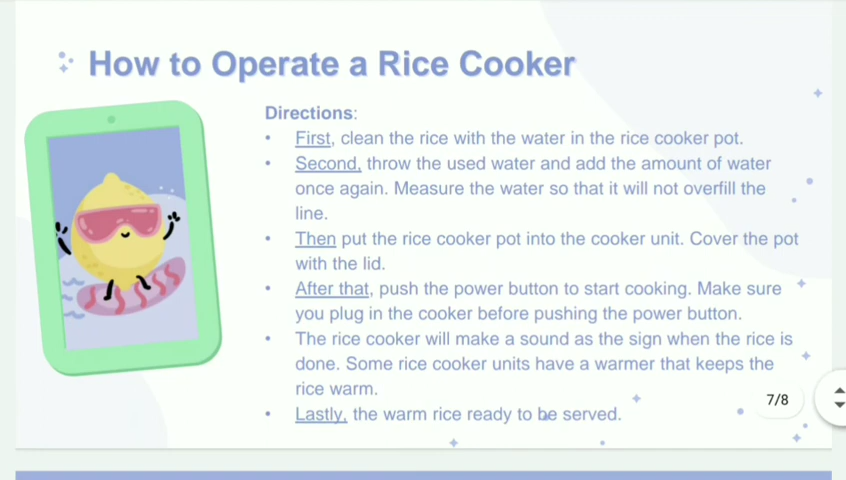 How to Operate a Rice Cooker
Directions:
• First, clean the rice with the water in the rice cooker pot.
• Second, throw the used water and add the amount of water
once again. Measure the water so that it will not overfill the
line.
• Then put the rice cooker pot into the cooker unit. Cover the pot
with the lid.
• After that, push the power button to start cooking. Make sure
you plug in the cooker before pushing the power button.
• The rice cooker will make a sound as the sign when the rice is
done. Some rice cooker units have a warmer that keeps the
rice warm.
• Lastly, the warm rice ready to be served.
7/8